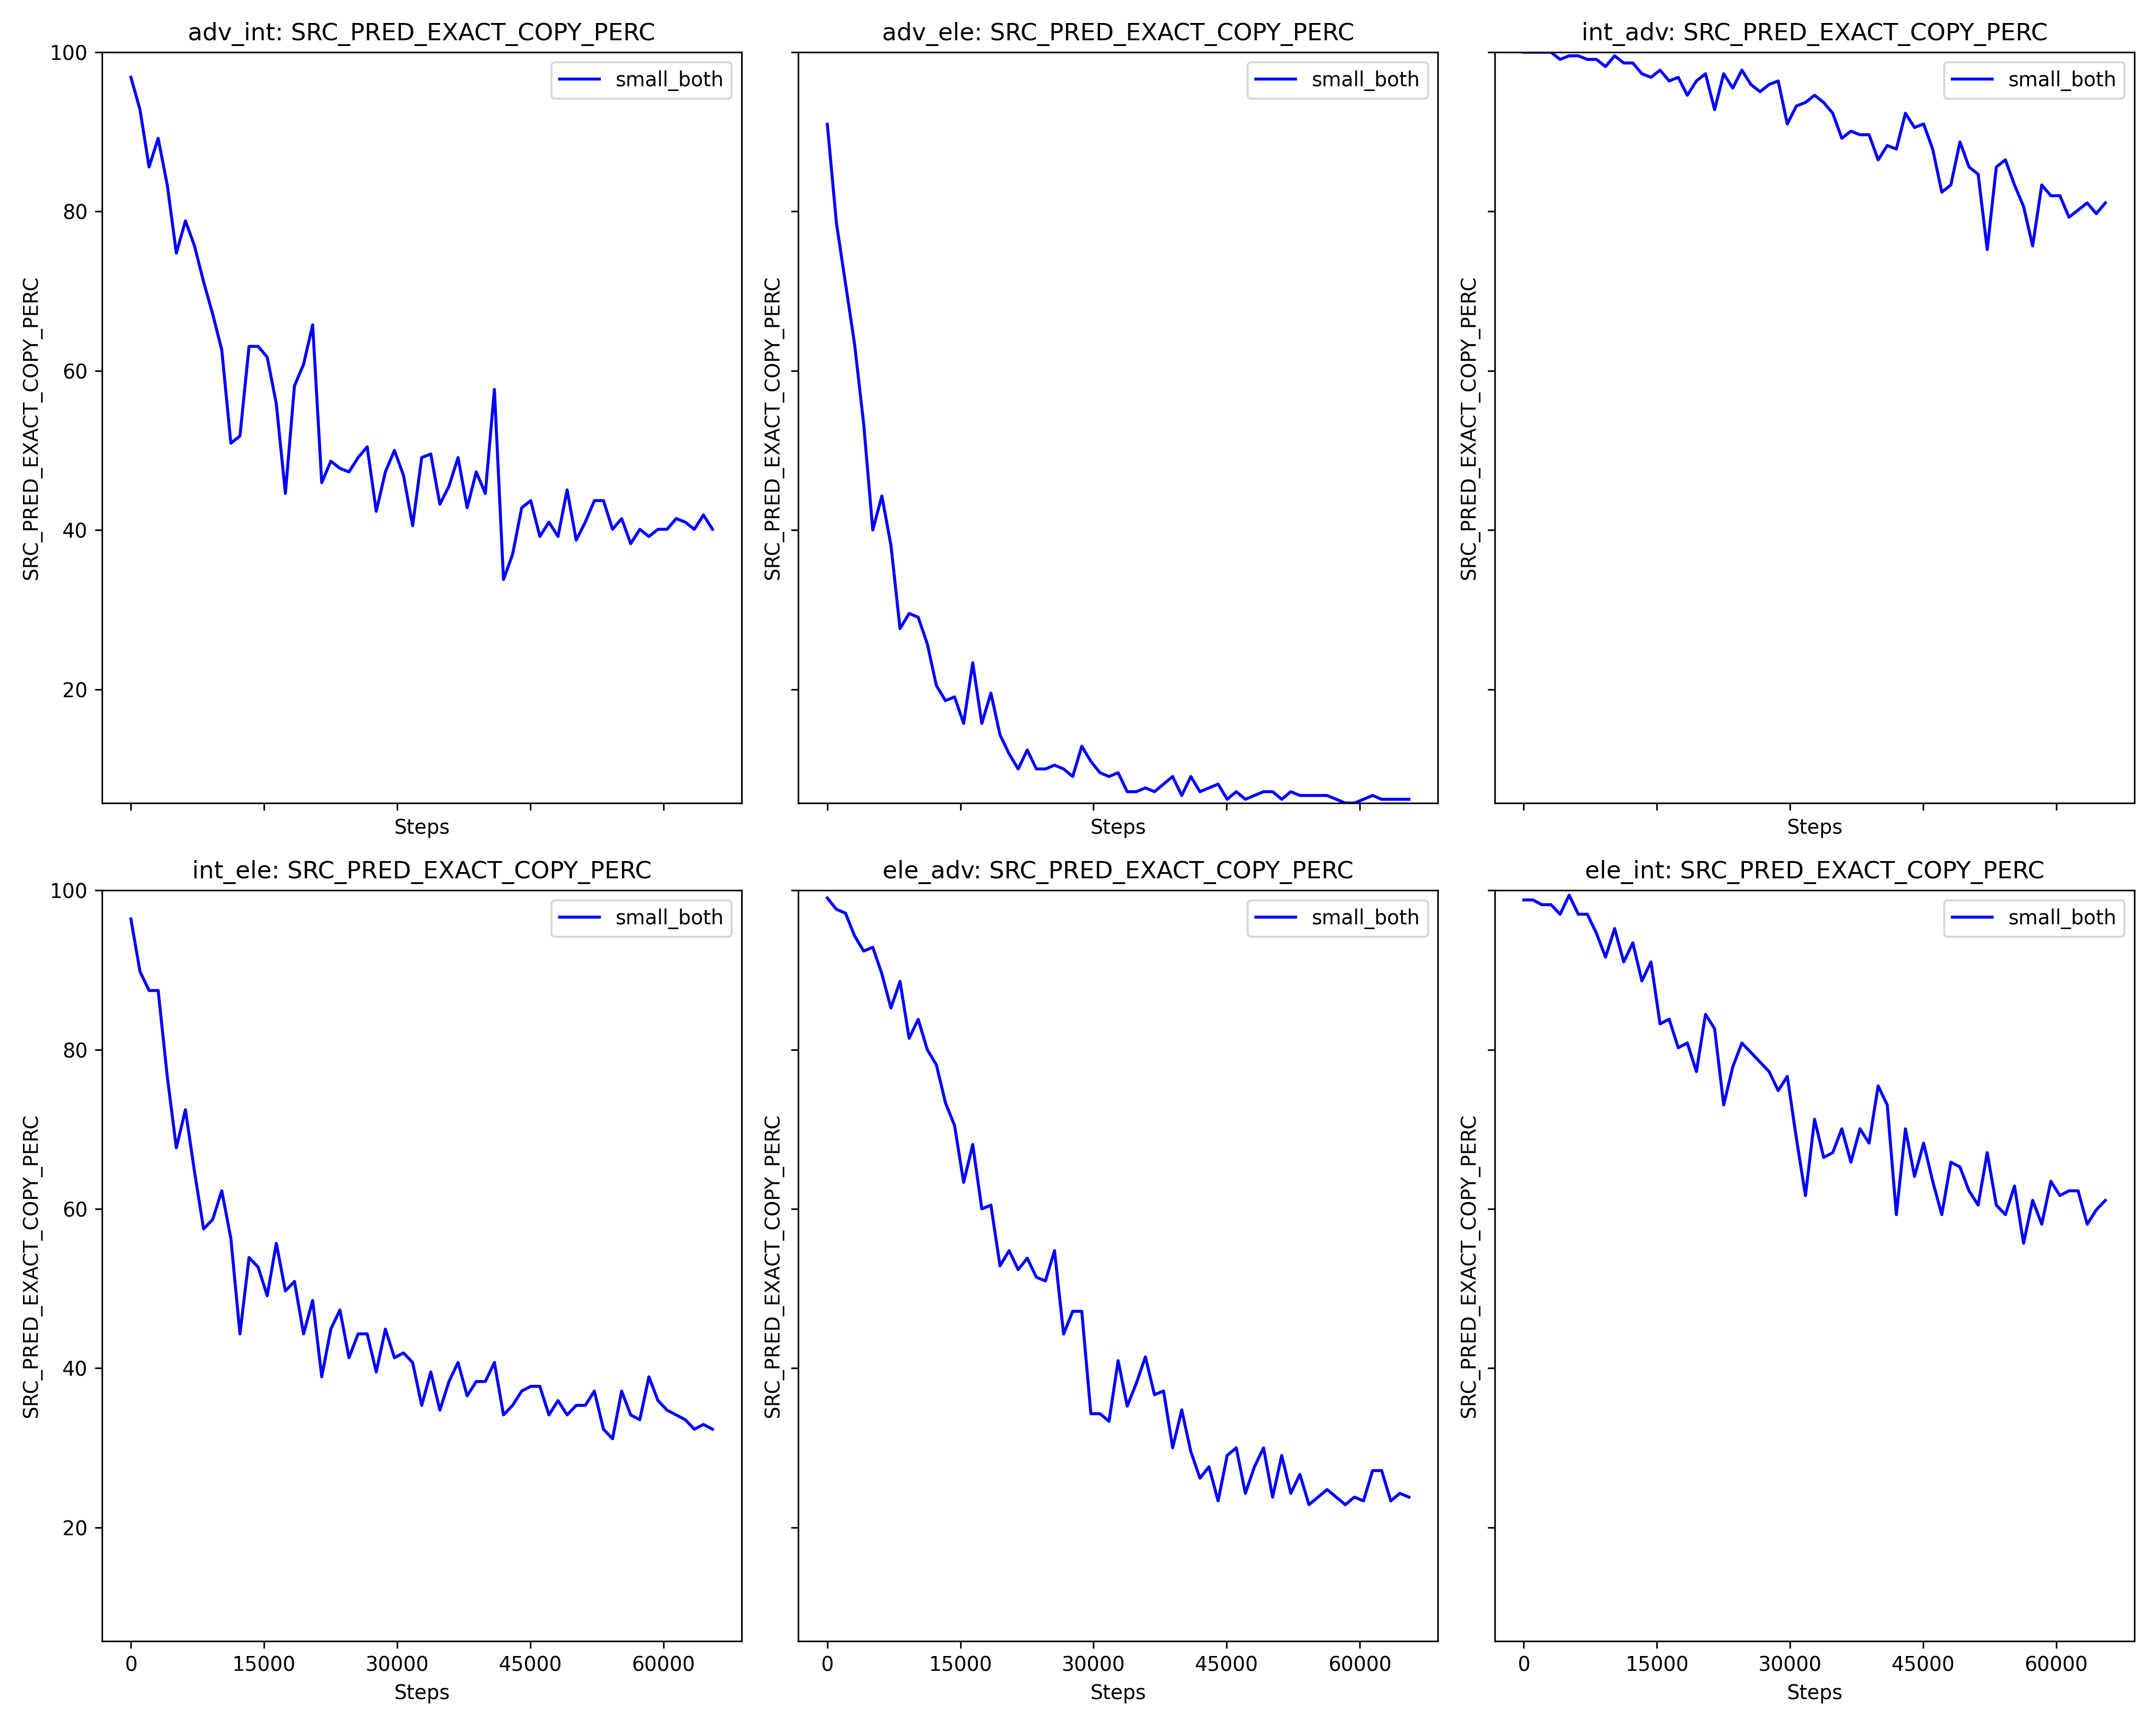 adv_int: SRC_PRED_EXACT_COPY_PERC
adv_ele: SRC_PRED_EXACT_COPY_PERC
int_adv: SRC_PRED_EXACT_COPY_PERC
100
80
60
40
20
SRC_PRED_EXACT_COPY_PERC
SRC_PRED_EXACT_COPY_PERC
SRC_PRED_EXACT_COPY_PERC
small_both
small_both
small_both
Steps
Steps
Steps
int_ele: SRC_PRED_EXACT_COPY_PERC
ele_adv: SRC_PRED_EXACT_COPY_PERC
ele_int: SRC_PRED_EXACT_COPY_PERC
100
80
60
40
20
SRC_PRED_EXACT_COPY_PERC
SRC_PRED_EXACT_COPY_PERC
SRC_PRED_EXACT_COPY_PERC
small_both
small_both
small_both
0 15000 30000 45000 60000
0 15000 30000 45000 60000
0 15000 30000 45000 60000
Steps
Steps
Steps